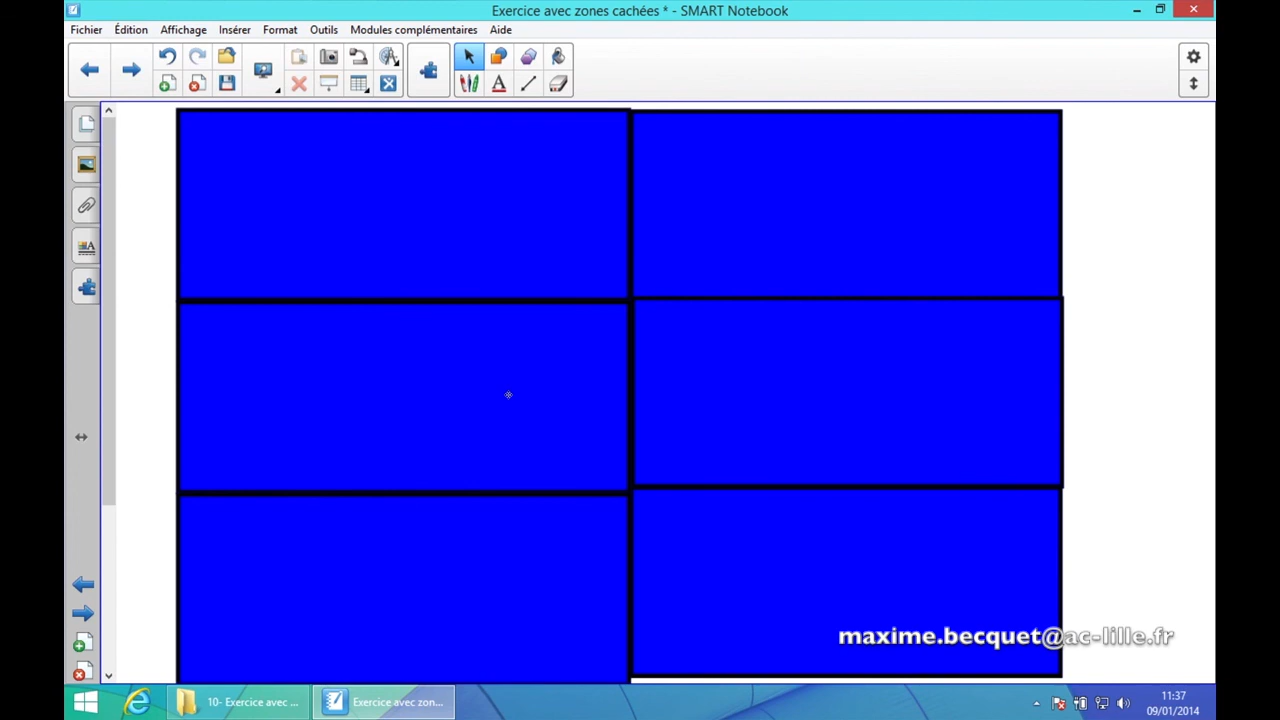 Exercice avec zones cachées * - SMART Notebook
Fichier Édition Affichage Insérer Format Outils Modules complémentaires Aide
maxime.becquet@ac-lille.fr
10- Exercice avec ... Exercice avec zon... 11:37
09/01/2014